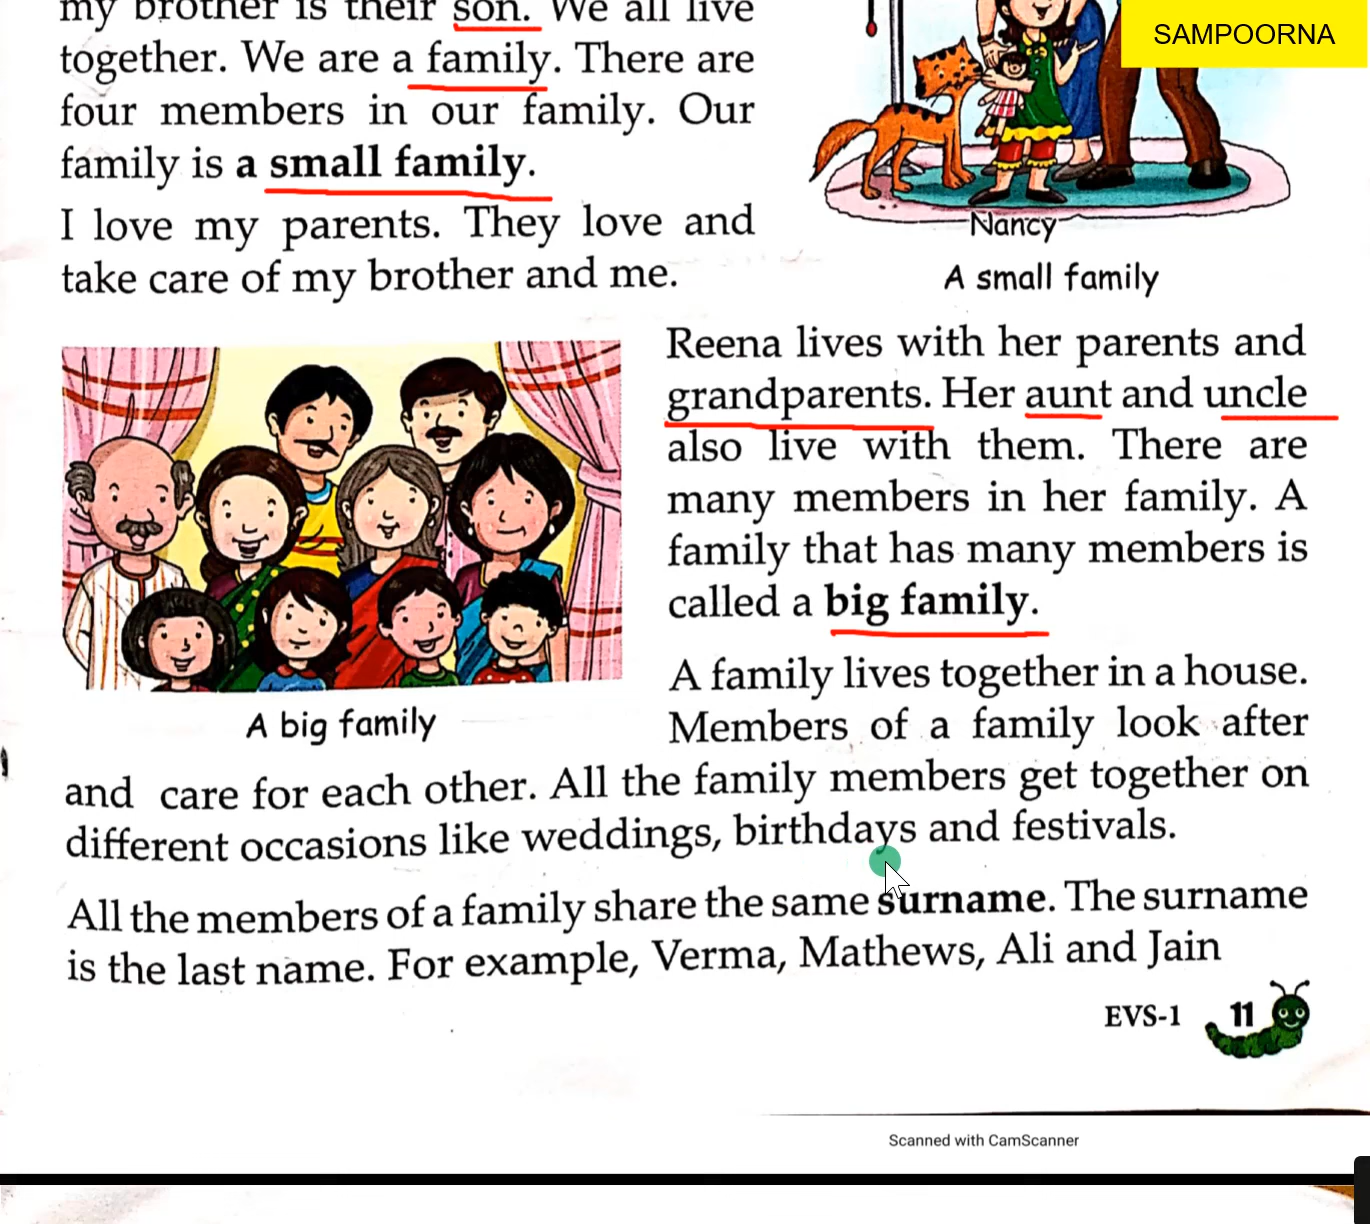 my brother is their son. We all live
together. We are a family. There are
four members in our family. Our
family is a small family.
I love my parents. They love and
take care of my brother and me.
SAMPOORNA
Nancy
A small family
Reena lives with her parents and
grandparents. Her aunt and uncle
also live with them. There are
many members in her family. A
family that has many members is
called a big family.
A big family
A family lives together in a house.
Members of a family look after
and care for each other. All the family members get together on
different occasions like weddings, birthdays and festivals.
All the members of a family share the same surname. The surname
is the last name. For example, Verma, Mathews, Ali and Jain
EVS-1 11
Scanned with CamScanner